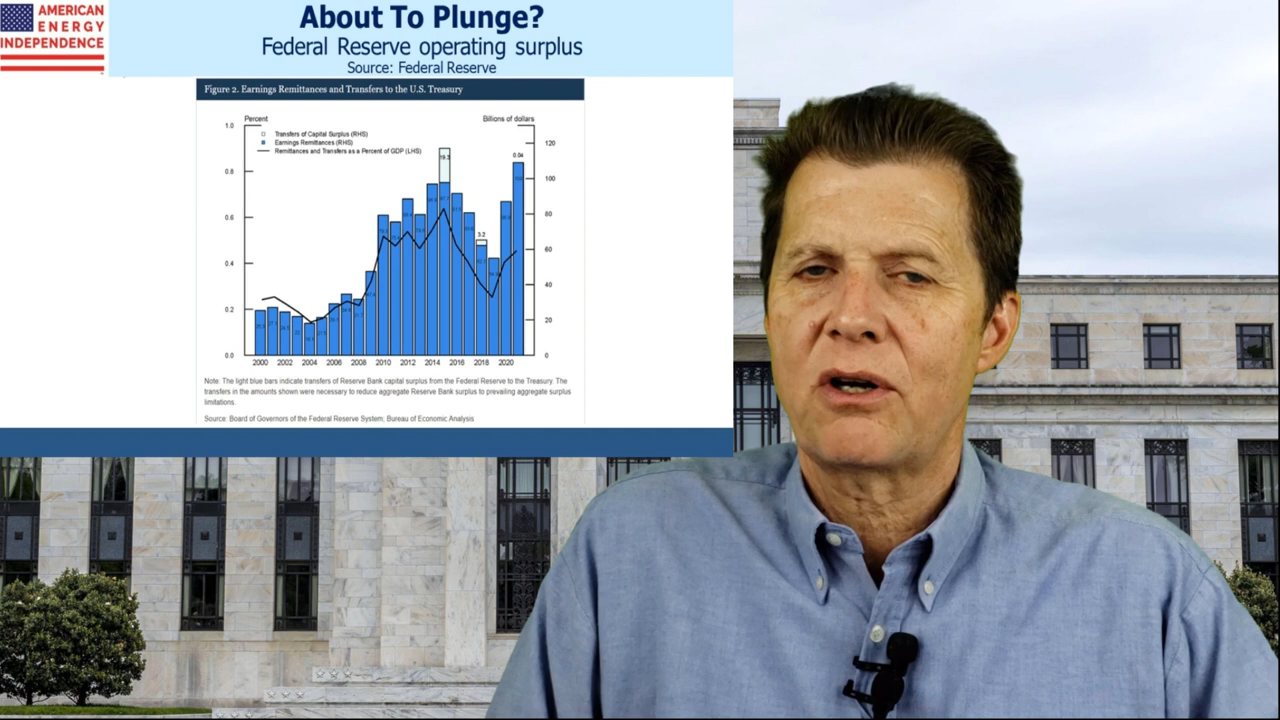 AMERICAN
ENERGY
INDEPENDENCE
About To Plunge?
Federal Reserve operating surplus
Source: Federal Reserve
Figure 2. Earnings Remittances and Transfers to the U.S. Treasury
Percent
Billions of dollars
Transfers of Capital Surplus (RHS)
Earnings Remittances (RHS)
Remittances and Transfers as a Percent of GDP (LHS)
1.0
0.8
0.6
0.4
0.2
0.0
120
100
80
60
40
20
0
19.3
3.2
0.04
2000 2002 2004 2006 2008 2010 2012 2014 2016 2018 2020
Note: The light blue bars indicate transfers of Reserve Bank capital surplus from the Federal Reserve to the Treasury. The
transfers in the amounts shown were necessary to reduce aggregate Reserve Bank surplus to prevailing aggregate surplus
limitations.
Source: Board of Governors of the Federal Reserve System; Bureau of Economic Analysis